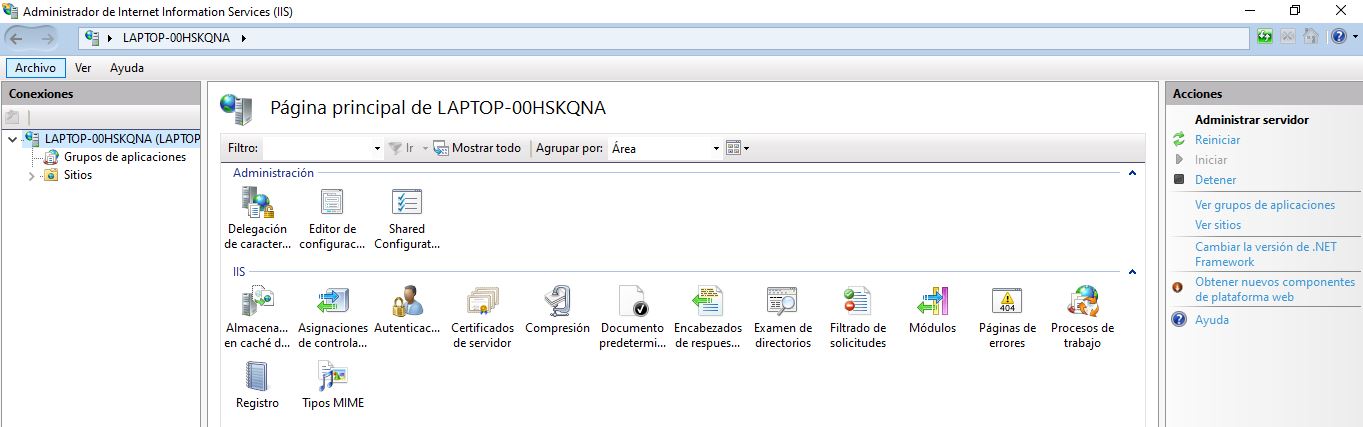 Administrador de Internet Information Services (IIS)
LAPTOP-00HSKQNA
Archivo Ver Ayuda
Conexiones
LAPTOP-00HSKQNA (LAPTOP
Grupos de aplicaciones
Sitios
Página principal de LAPTOP-00HSKQNA
Filtro: Ir Mostrar todo Agrupar por: Área
Administración
Delegación
de caracter...
Editor de
configurac...
Shared
Configurat...
IIS
Almacena...
en caché d...
Asignaciones
de controla...
Autenticac...
Certificados
de servidor
Compresión
Documento
predetermi...
Encabezados
de respues...
Examen de
directorios
Filtrado de
solicitudes
Módulos
404
Páginas de
errores
Procesos de
trabajo
Registro
Tipos MIME
Acciones
Administrar servidor
Reiniciar
Iniciar
Detener
Ver grupos de aplicaciones
Ver sitios
Cambiar la versión de .NET
Framework
Obtener nuevos componentes
de plataforma web
Ayuda